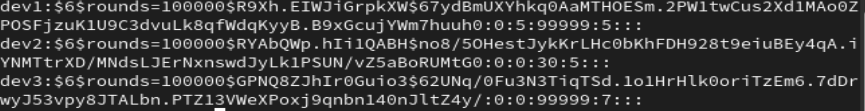 dev1:$6$rounds=100000$R9Xh.EIWJiGrpkXW$67ydBmUXYhkq0AaMTHOESm.2PW1twCus2Xd1MAo0Z
POSFjzuK1U9C3dvuLk8qfWdqKyyB.B9xGcujYWm7huuh0:0:5:99999:5:::
dev2:$6$rounds=100000$RYAbQWp.hIi1QABH$no8/5OHestJykKrLHc0bKhFDH928t9eiuBEy4qA.i
YNMTtrXD/MNdsLJErNxnswdJyLk1PSUN/vZ5aBoRUMtG0:0:0:30:5:::
dev3:$6$rounds=100000$GPNQ8ZJhIr0Guio3$62UNq/0Fu3N3TiqTSd.1o1HrHlk0oriTzEm6.7dDr
wyJ53vpy8JTALbn.PTZ13VWeXPoxj9qnbn140nJltZ4y/:0:0:99999:7:::